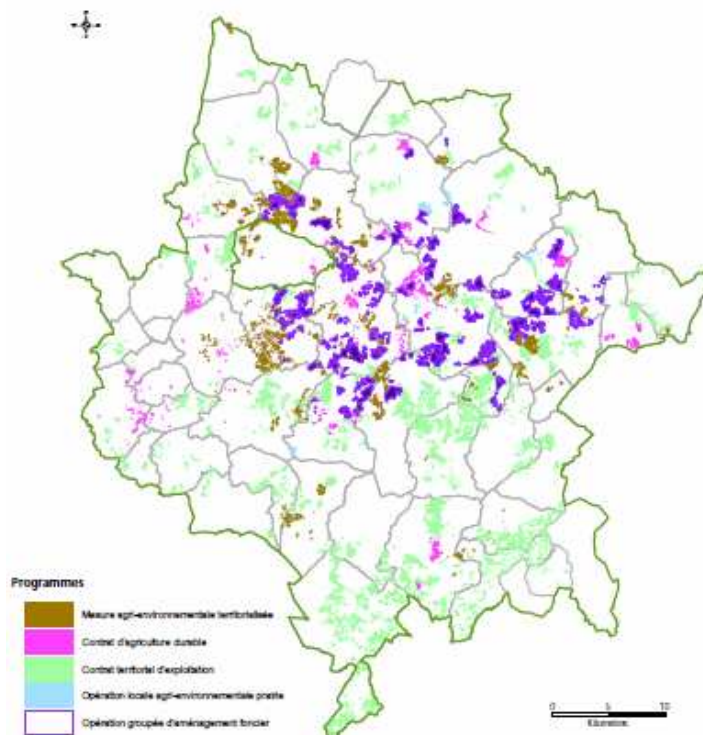 Programmes
Mesure agri-environnementale territorialisée
Contrat d'agriculture durable
Contrat territorial d'exploitation
Opération locale agri-environnementale prairie
Opération groupée d'aménagement foncier
0 5 10
Kilomètres